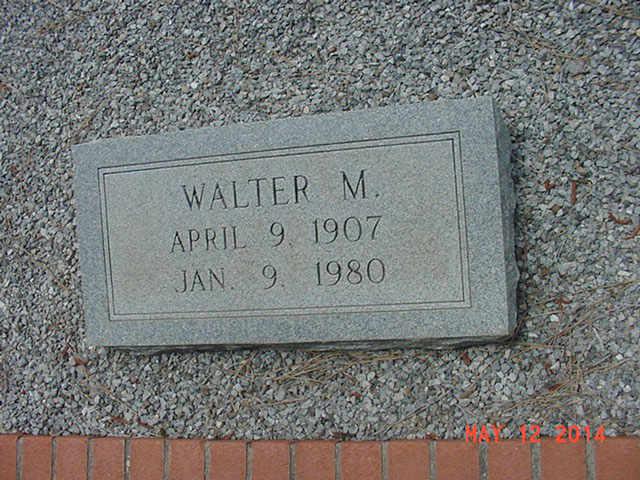 WALTER M.
APRIL 9, 1907
JAN. 9, 1980
MAY 12 2014